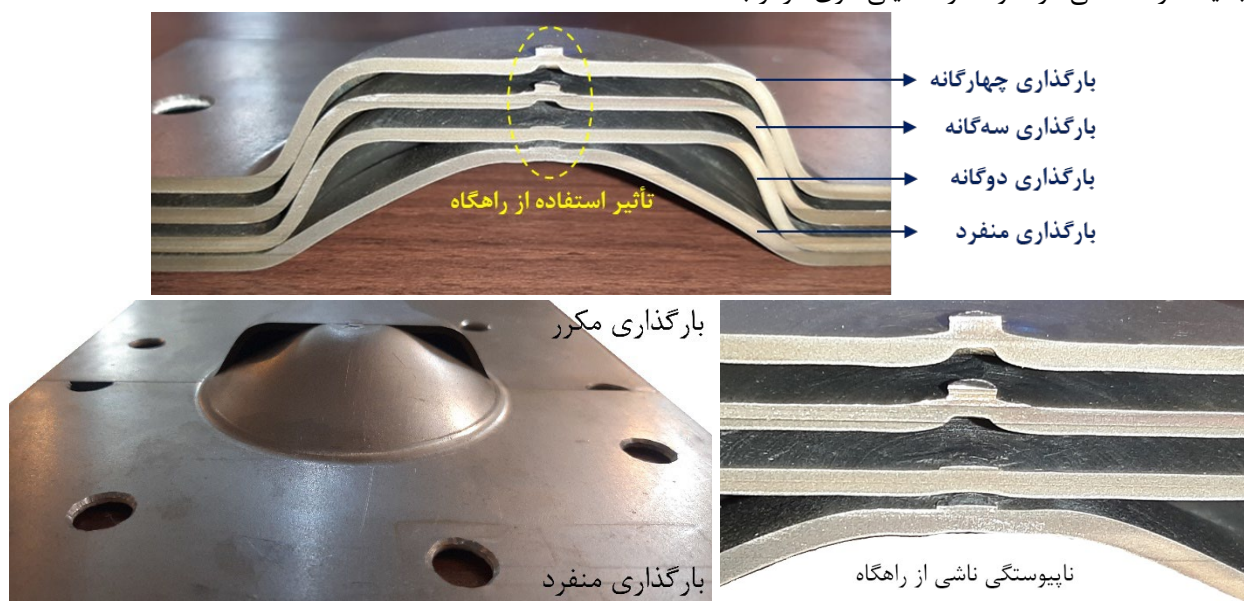 بارگذاری چهارگانه
بارگذاری سه‌گانه
بارگذاری دوگانه
بارگذاری منفرد
تأثیر استفاده از راهگاه
بارگذاری مکرر
بارگذاری منفرد
ناپیوستگی ناشی از راهگاه